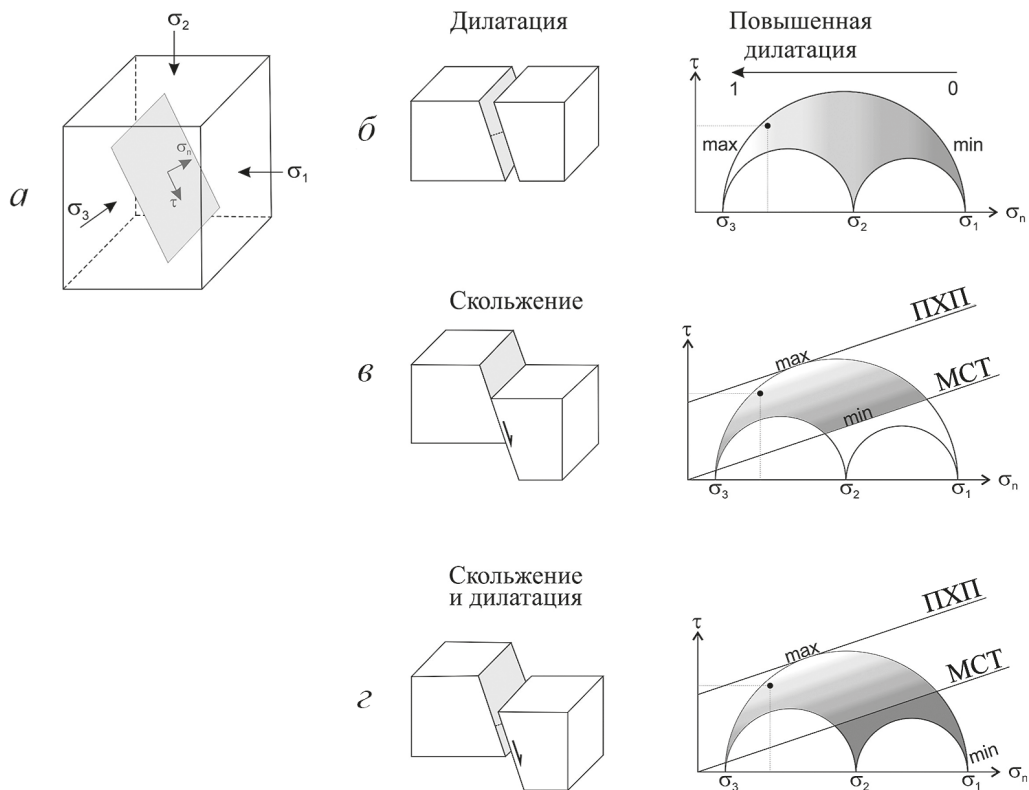 а
σ2
σn
σ1
τ
σ3
Дилатация
б
Повышенная
дилатация
τ
1
0
max
min
σ3
σ2
σ1
σn
Скольжение
в
ПХП
τ
max
МСТ
min
σ3
σ2
σ1
σn
Скольжение
и дилатация
г
ПХП
τ
max
МСТ
min
σ3
σ2
σ1
σn